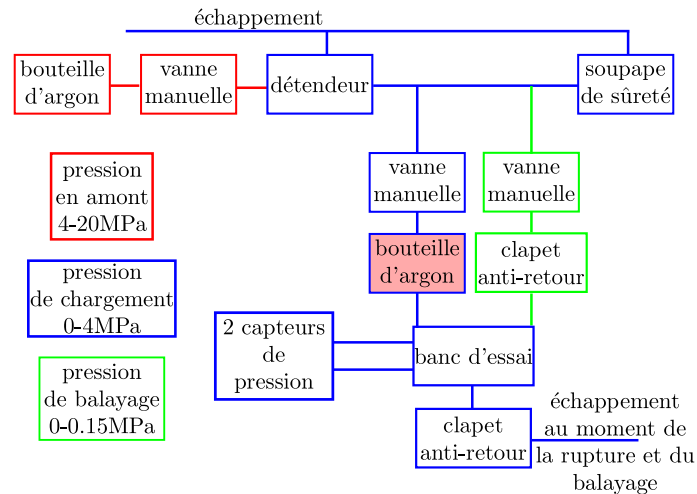 échappement
bouteille
d'argon
vanne
manuelle
détendeur
soupape
de sûreté
pression
en amont
4-20MPa
vanne
manuelle
vanne
manuelle
bouteille
d'argon
clapet
anti-retour
pression
de chargement
0-4MPa
2 capteurs
de
pression
banc d'essai
pression
de balayage
0-0.15MPa
clapet
anti-retour
échappement
au moment de
la rupture et du
balayage